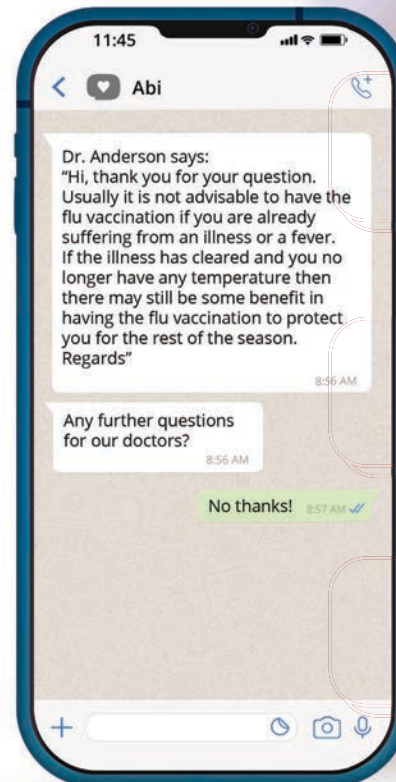 11:45
Abi
Dr. Anderson says:
“Hi, thank you for your question.
Usually it is not advisable to have the
flu vaccination if you are already
suffering from an illness or a fever.
If the illness has cleared and you no
longer have any temperature then
there may still be some benefit in
having the flu vaccination to protect
you for the rest of the season.
Regards”
8:56 AM
Any further questions
for our doctors?
8:56 AM
No thanks! 8:57 AM